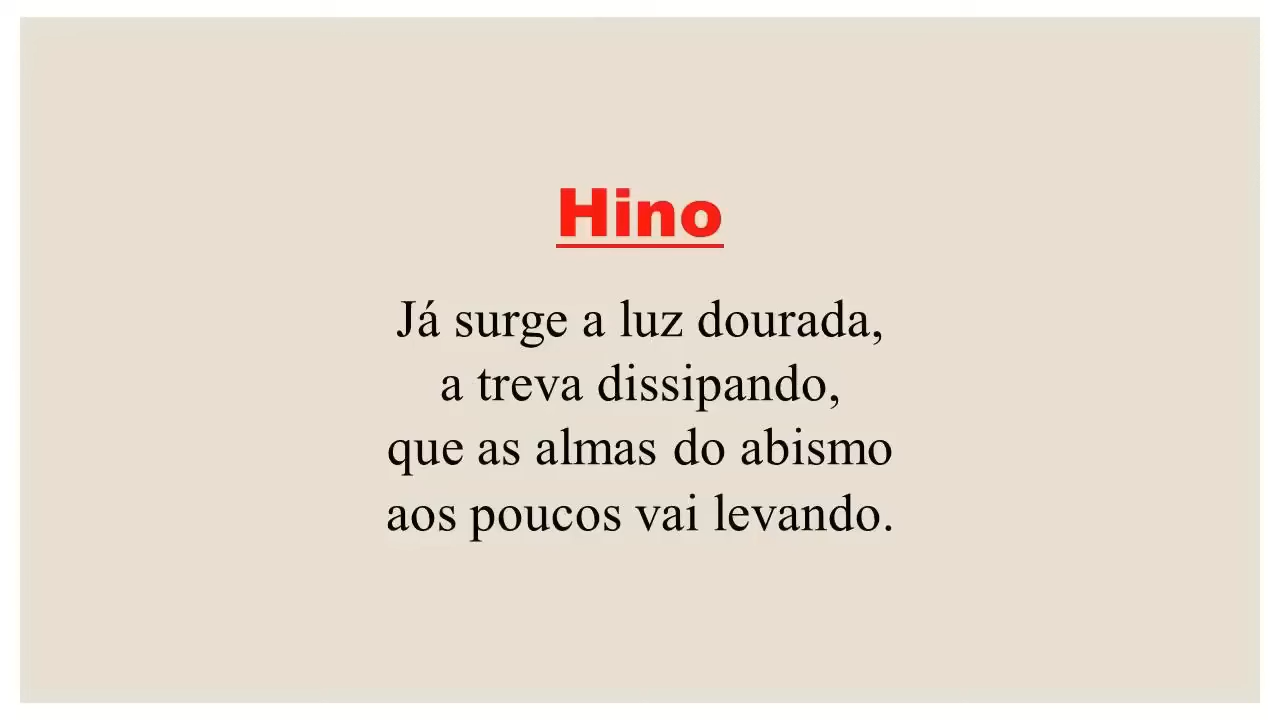 Hino
Já surge a luz dourada,
a treva dissipando,
que as almas do abismo
aos poucos vai levando.